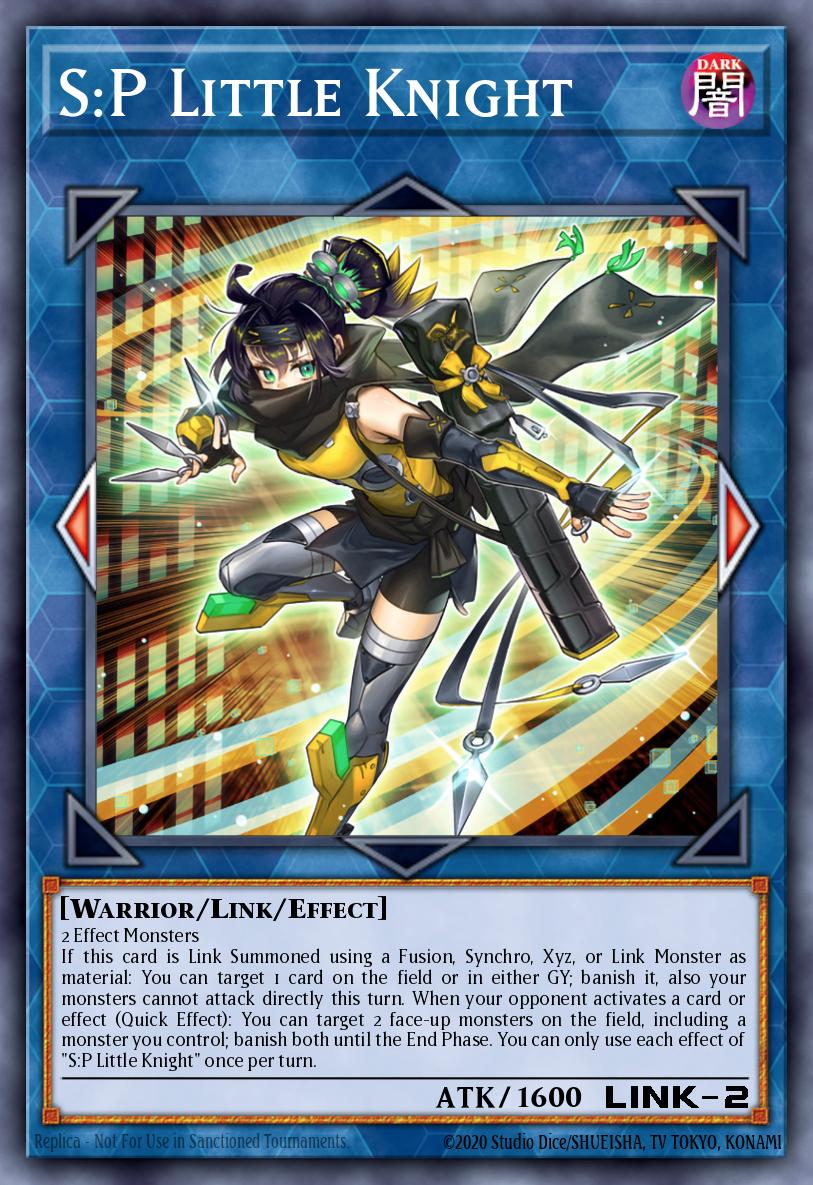 S:P Little Knight
DARK
闇
[Warrior/Link/Effect]
2 Effect Monsters
If this card is Link Summoned using a Fusion, Synchro, Xyz, or Link Monster as
material: You can target 1 card on the field or in either GY; banish it, also your
monsters cannot attack directly this turn. When your opponent activates a card or
effect (Quick Effect): You can target 2 face-up monsters on the field, including a
monster you control; banish both until the End Phase. You can only use each effect of
"S:P Little Knight" once per turn.
ATK/1600 LINK-2
Replica - Not For Use in Sanctioned Tournaments. ©2020 Studio Dice/SHUEISHA, TV TOKYO, KONAMI